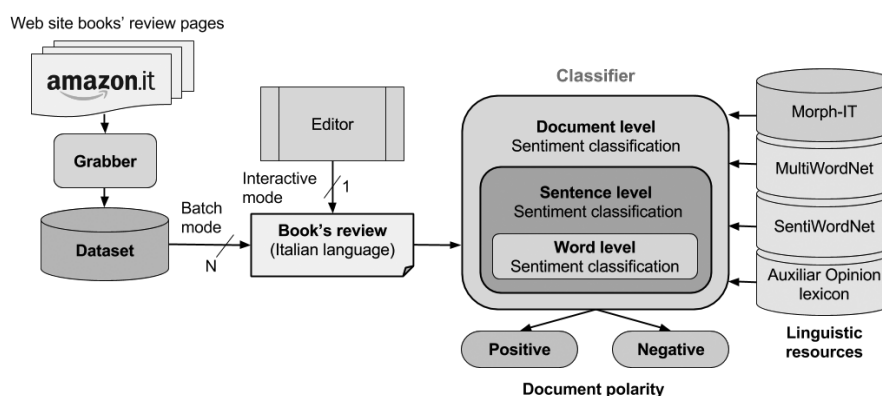 Web site books' review pages
amazon.it
Grabber
Dataset
Batch
mode
N
Editor
Interactive
mode
1
Book's review
(Italian language)
Classifier
Document level
Sentiment classification
Sentence level
Sentiment classification
Word level
Sentiment classification
Positive
Negative
Document polarity
Morph-IT
MultiWordNet
SentiWordNet
Auxiliar Opinion
lexicon
Linguistic
resources